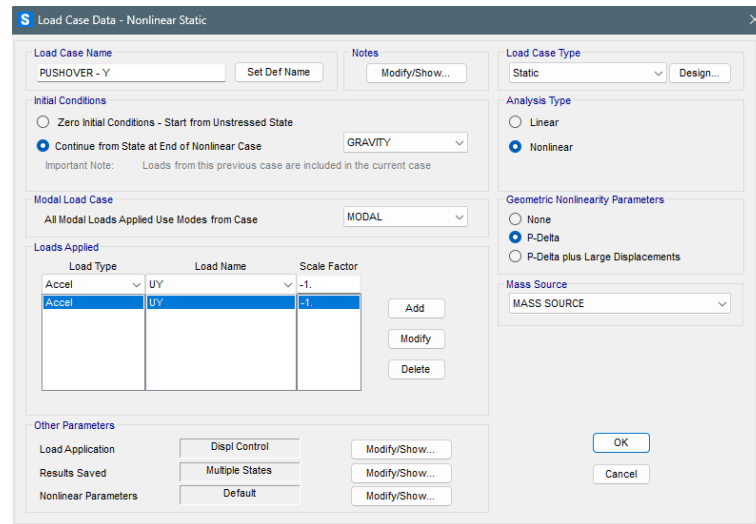 S Load Case Data - Nonlinear Static
Load Case Name
PUSHOVER - Y
Set Def Name
Notes
Modify/Show...
Load Case Type
Static
Design...
Initial Conditions
Zero Initial Conditions - Start from Unstressed State
Continue from State at End of Nonlinear Case
GRAVITY
Important Note: Loads from this previous case are included in the current case
Analysis Type
Linear
Nonlinear
Modal Load Case
All Modal Loads Applied Use Modes from Case
MODAL
Geometric Nonlinearity Parameters
None
P-Delta
P-Delta plus Large Displacements
Loads Applied
Load Type Load Name Scale Factor
Accel UY -1.
Accel UY -1.
Add
Modify
Delete
Mass Source
MASS SOURCE
Other Parameters
Load Application Displ Control Modify/Show...
Results Saved Multiple States Modify/Show...
Nonlinear Parameters Default Modify/Show...
OK
Cancel